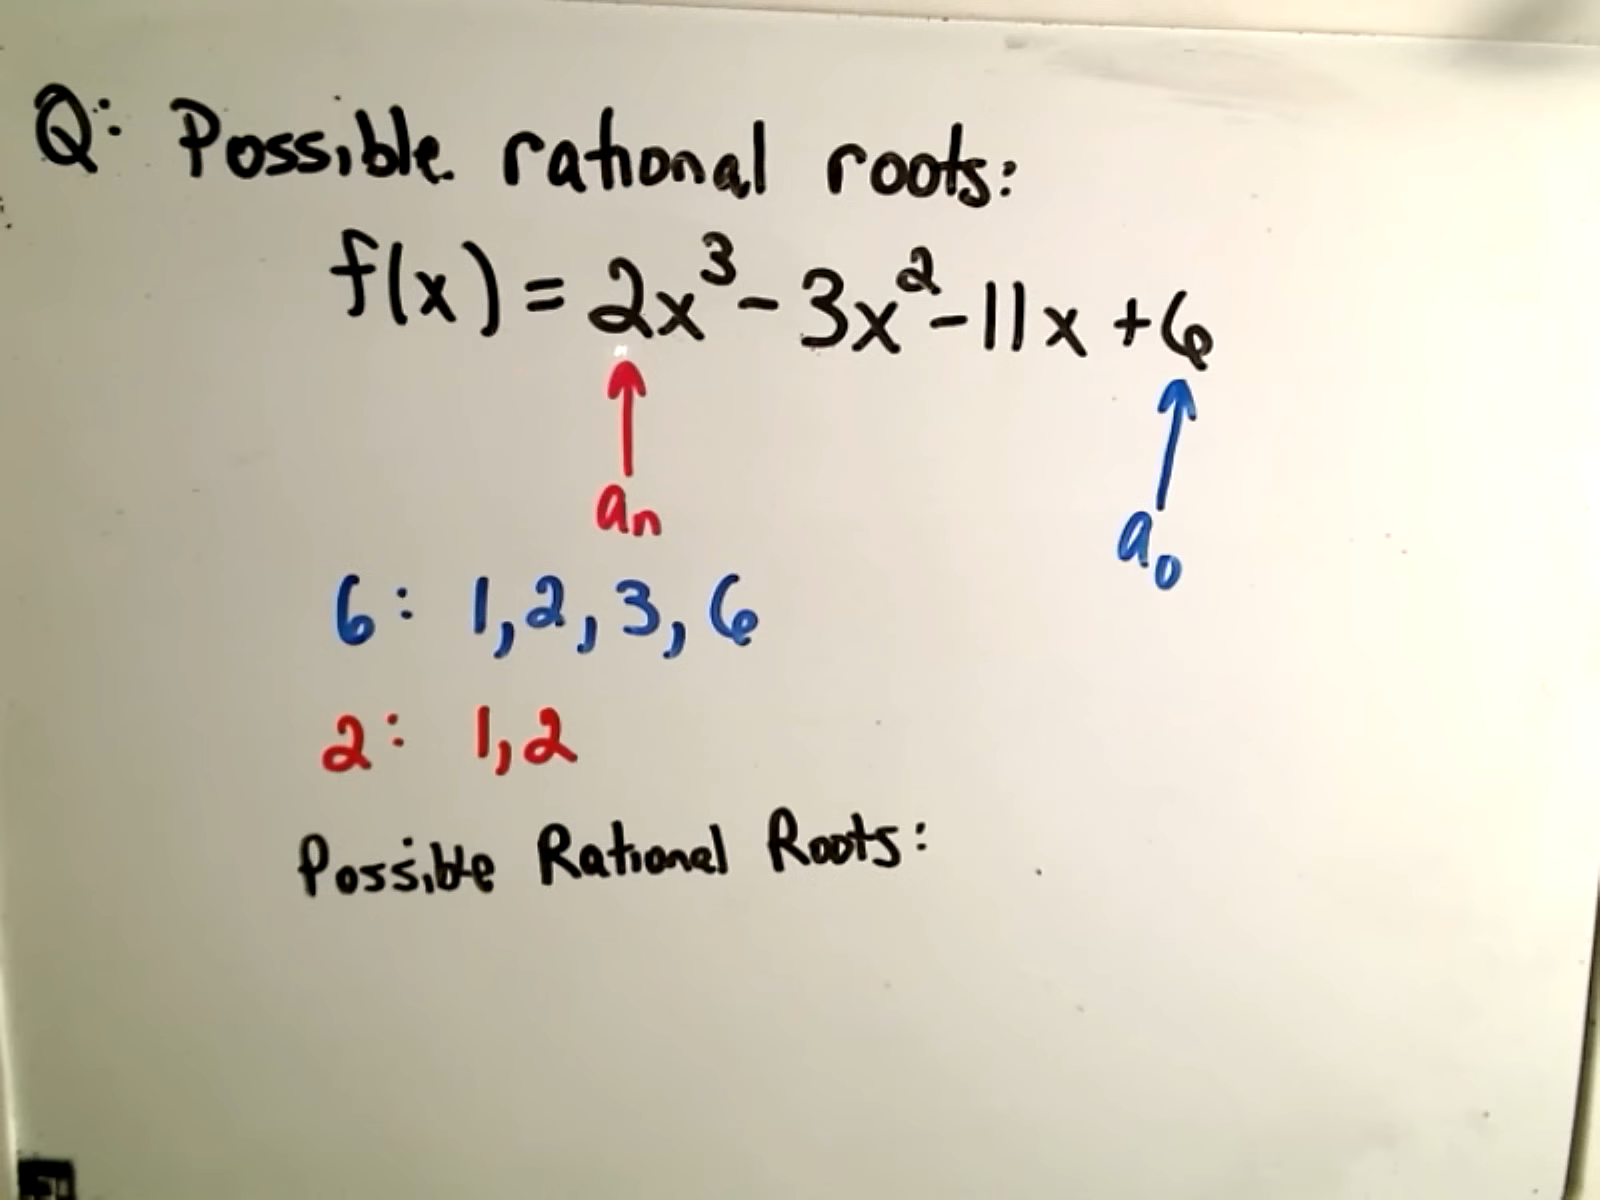 Q: Possible rational roots:
f(x) = 2x³ - 3x² - 11x + 6
an
a₀
6: 1, 2, 3, 6
2: 1, 2
Possible Rational Roots: